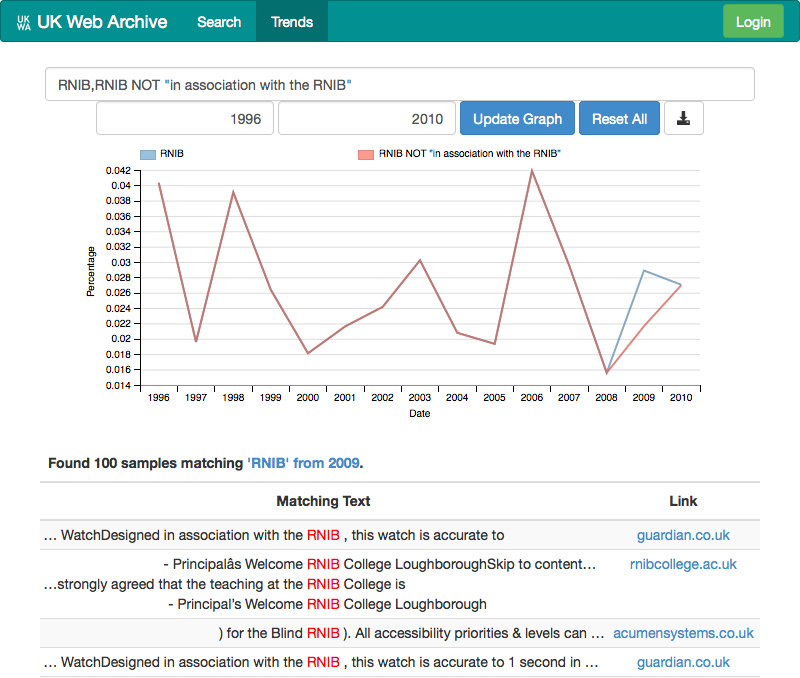 UK WA UK Web Archive Search Trends Login
RNIB,RNIB NOT "in association with the RNIB"
1996 2010 Update Graph Reset All
RNIB RNIB NOT "in association with the RNIB"
0.042
0.04
0.038
0.036
0.034
0.032
0.03
0.028
0.026
0.024
0.022
0.02
0.018
0.016
0.014
Percentage
1996 1997 1998 1999 2000 2001 2002 2003 2004 2005 2006 2007 2008 2009 2010
Date
Found 100 samples matching 'RNIB' from 2009.
Matching Text Link
... WatchDesigned in association with the RNIB , this watch is accurate to guardian.co.uk
- Principalâs Welcome RNIB College LoughboroughSkip to content... rnibcollege.ac.uk
...strongly agreed that the teaching at the RNIB College is
- Principal's Welcome RNIB College Loughborough
) for the Blind RNIB ). All accessibility priorities & levels can ... acumensystems.co.uk
... WatchDesigned in association with the RNIB , this watch is accurate to 1 second in ... guardian.co.uk